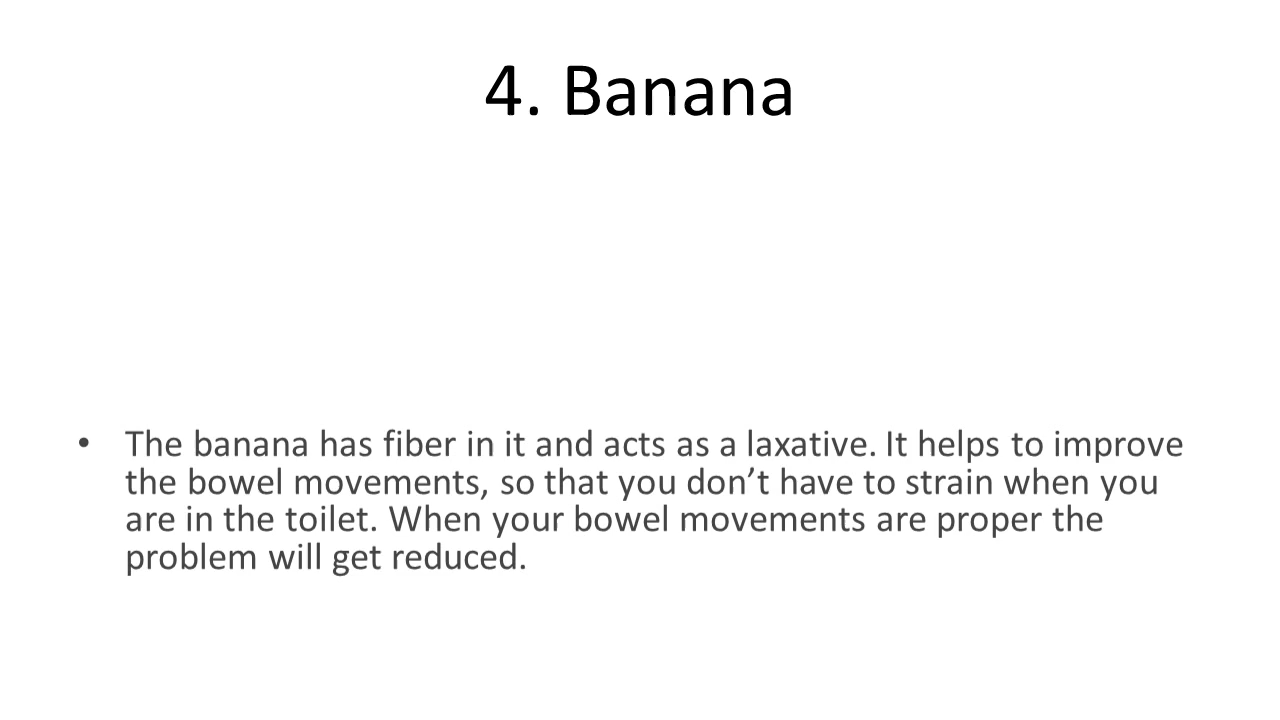 4. Banana
• The banana has fiber in it and acts as a laxative. It helps to improve
the bowel movements, so that you don’t have to strain when you
are in the toilet. When your bowel movements are proper the
problem will get reduced.